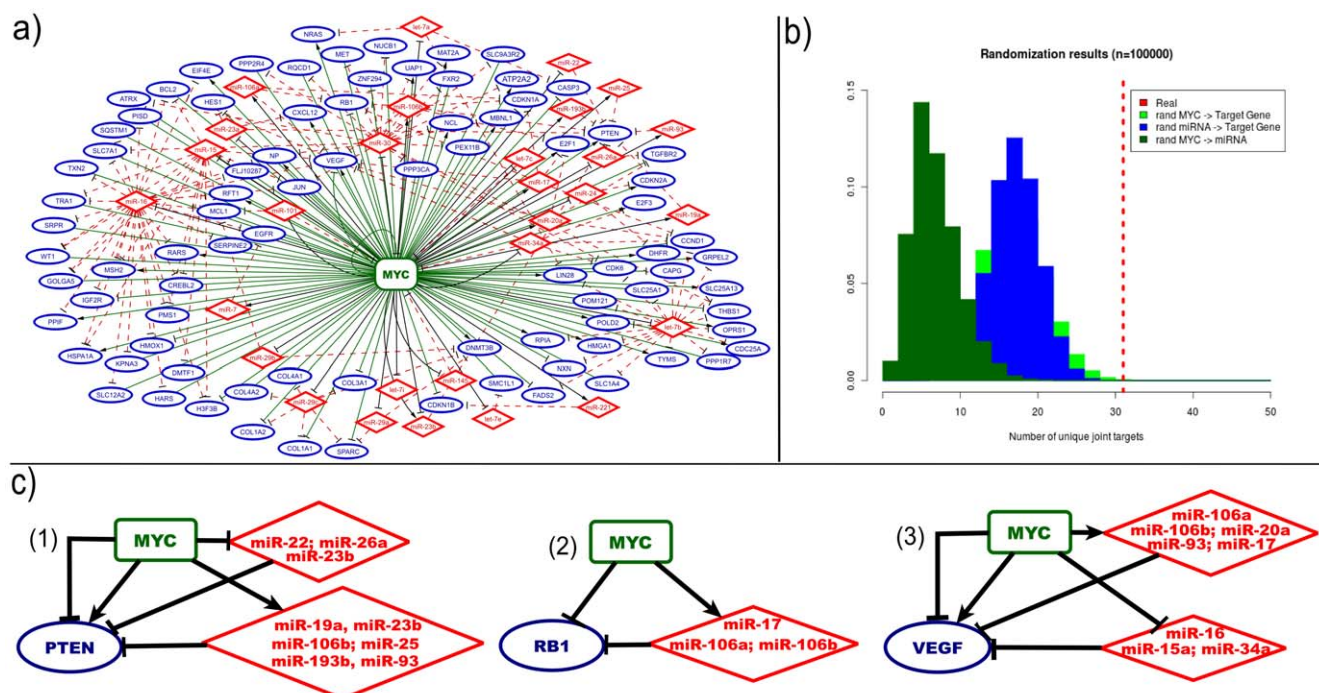 a)
let-7a
NRAS
NUCB1
MET
MAT2A
SLC9A3R2
PPP2R4
RQCD1
UAP1
miR-22
EIF4E
ZNF294
FXR2
ATP2A2
BCL2
miR-106a
RB1
miR-106b
CDKN1A
CASP3
miR-25
ATRX
HES1
CXCL12
MBNL1
miR-193b
PISD
NCL
SQSTM1
miR-23a
miR-30
E2F1
PTEN
miR-93
SLC7A1
miR-15
NP
VEGF
PEX11B
let-7c
miR-26a
TGFBR2
TXN2
FLJ10287
PPP3CA
miR-17
RFT1
JUN
miR-24
CDKN2A
TRA1
miR-16
MCL1
miR-101
E2F3
SRPR
EGFR
miR-20a
miR-19a
SERPINE2
miR-34a
WT1
RARS
CCND1
MSH2
MYC
DHFR
GRPEL2
GOLGA5
CREBL2
LIN28
CDK6
CAPG
IGF2R
SLC25A1
SLC25A13
PPIF
miR-7
PMS1
POM121
THBS1
let-7b
POLD2
OPRS1
HSPA1A
HMOX1
RPIA
HMGA1
CDC25A
KPNA3
miR-29b
DNMT3B
TYMS
PPP1R7
DMTF1
COL4A1
COL3A1
NXN
SLC12A2
COL4A2
let-7i
SMC1L1
SLC1A4
HARS
miR-29c
FADS2
H3F3B
CDKN1B
miR-221
COL1A2
miR-29a
miR-23b
let-7e
COL1A1
SPARC
b)
Randomization results (n=100000)
0.15
0.10
0.05
0.00
Real
rand MYC -> Target Gene
rand miRNA -> Target Gene
rand MYC -> miRNA
0
10
20
30
40
50
Number of unique joint targets
c)
(1)
MYC
miR-22; miR-26a
miR-23b
PTEN
miR-19a, miR-23b
miR-106b; miR-25
miR-193b, miR-93
(2)
MYC
RB1
miR-17
miR-106a; miR-106b
(3)
MYC
miR-106a
miR-106b; miR-20a
miR-93; miR-17
VEGF
miR-16
miR-15a; miR-34a